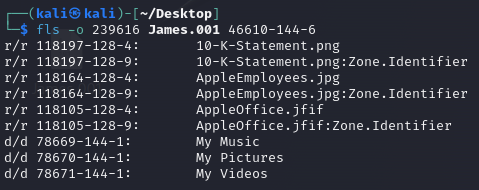 ┌──(kali㉿kali)-[~/Desktop]
└─$ fls -o 239616 James.001 46610-144-6
r/r 118197-128-4: 10-K-Statement.png
r/r 118197-128-9: 10-K-Statement.png:Zone.Identifier
r/r 118164-128-4: AppleEmployees.jpg
r/r 118164-128-9: AppleEmployees.jpg:Zone.Identifier
r/r 118105-128-4: AppleOffice.jfif
r/r 118105-128-9: AppleOffice.jfif:Zone.Identifier
d/d 78669-144-1: My Music
d/d 78670-144-1: My Pictures
d/d 78671-144-1: My Videos